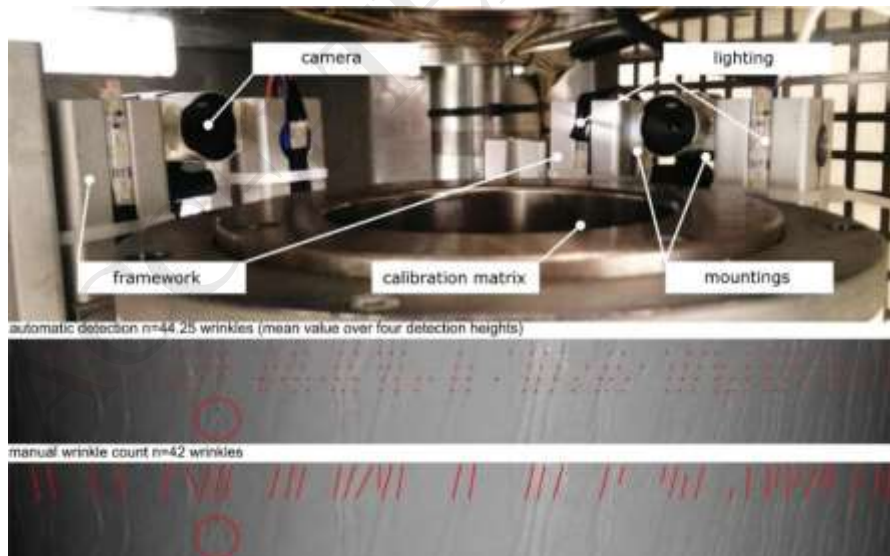 camera
lighting
framework
calibration matrix
mountings
automatic detection n=44.25 wrinkles (mean value over four detection heights)
manual wrinkle count n=42 wrinkles